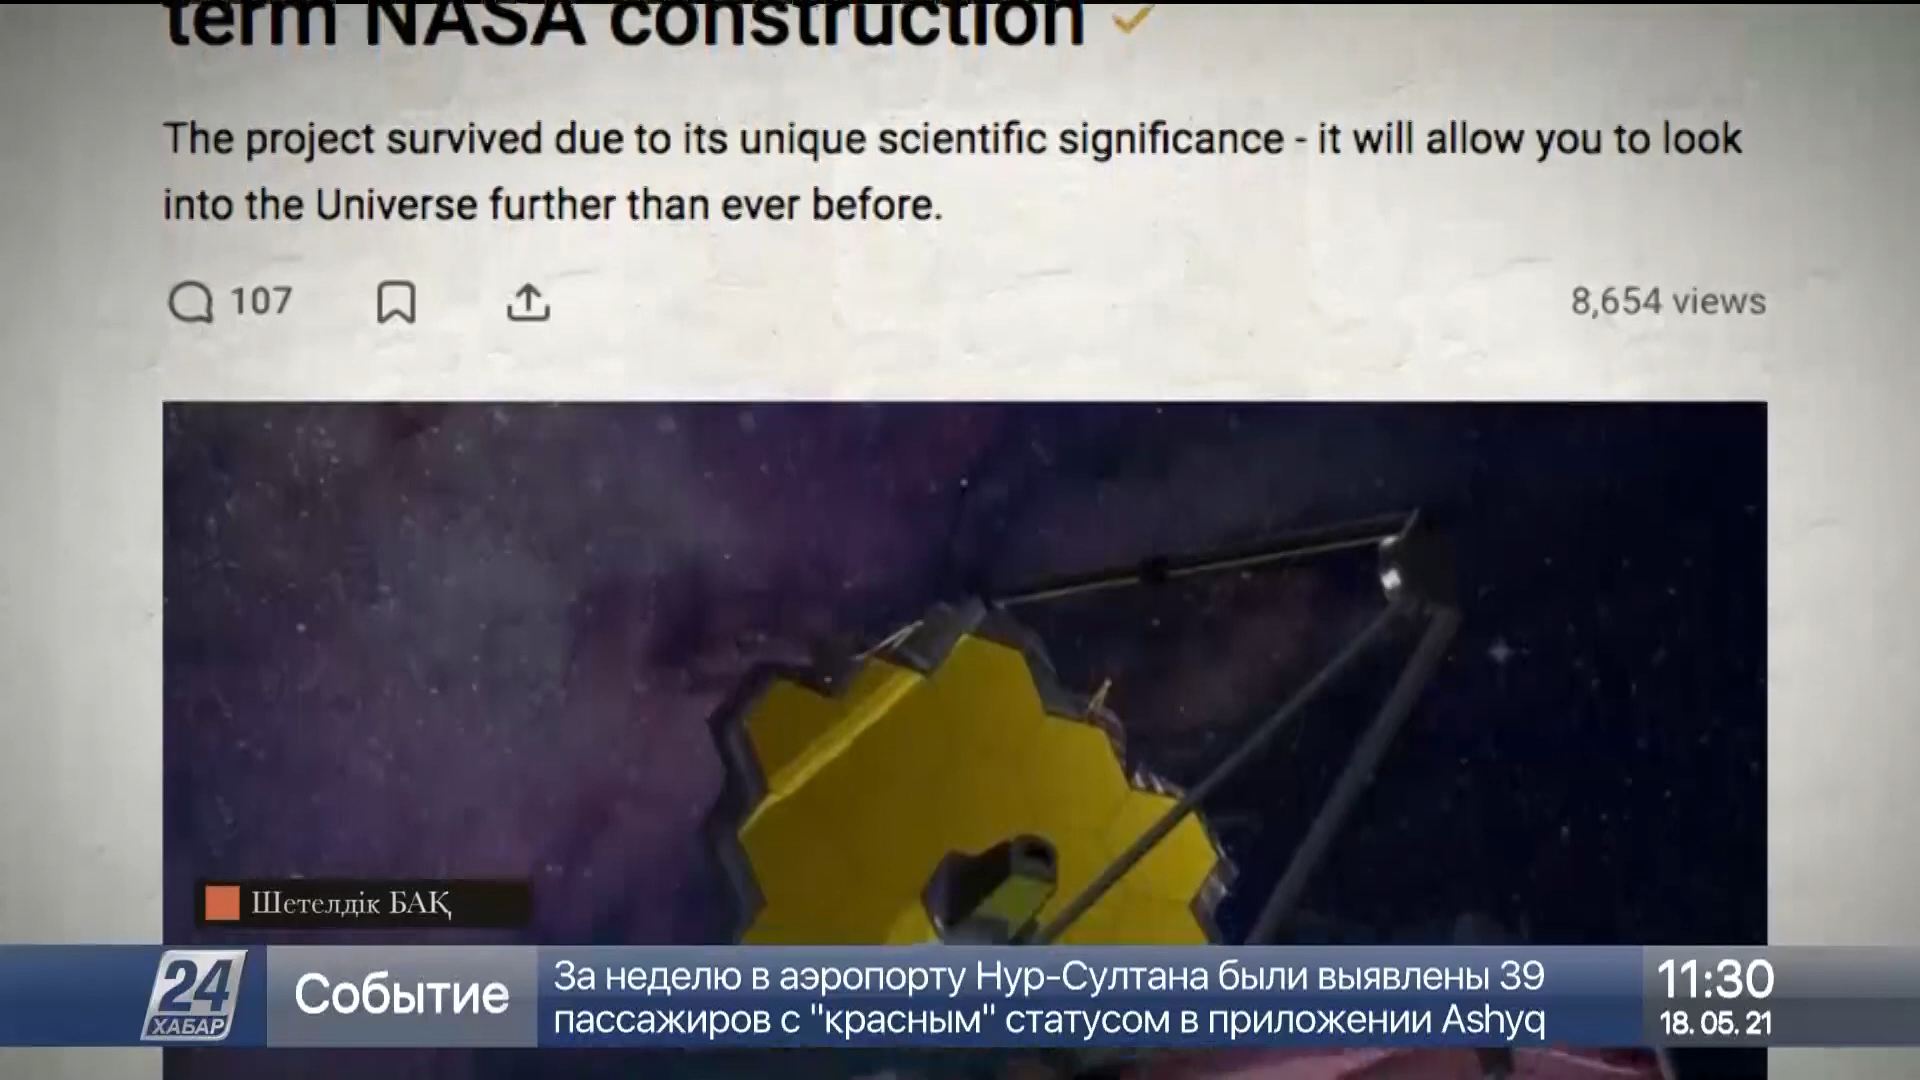 term NASA construction
The project survived due to its unique scientific significance - it will allow you to look
into the Universe further than ever before.
107
8,654 views
Шетелдік БАҚ
24
ХАБАР
Событие
За неделю в аэропорту Нур-Султана были выявлены 39
пассажиров с "красным" статусом в приложении Ashyq
11:30
18. 05. 21